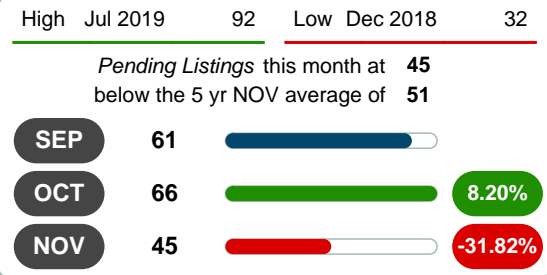 High Jul 2019 92 Low Dec 2018 32
Pending Listings this month at 45
below the 5 yr NOV average of 51
SEP 61
OCT 66 8.20%
NOV 45 -31.82%